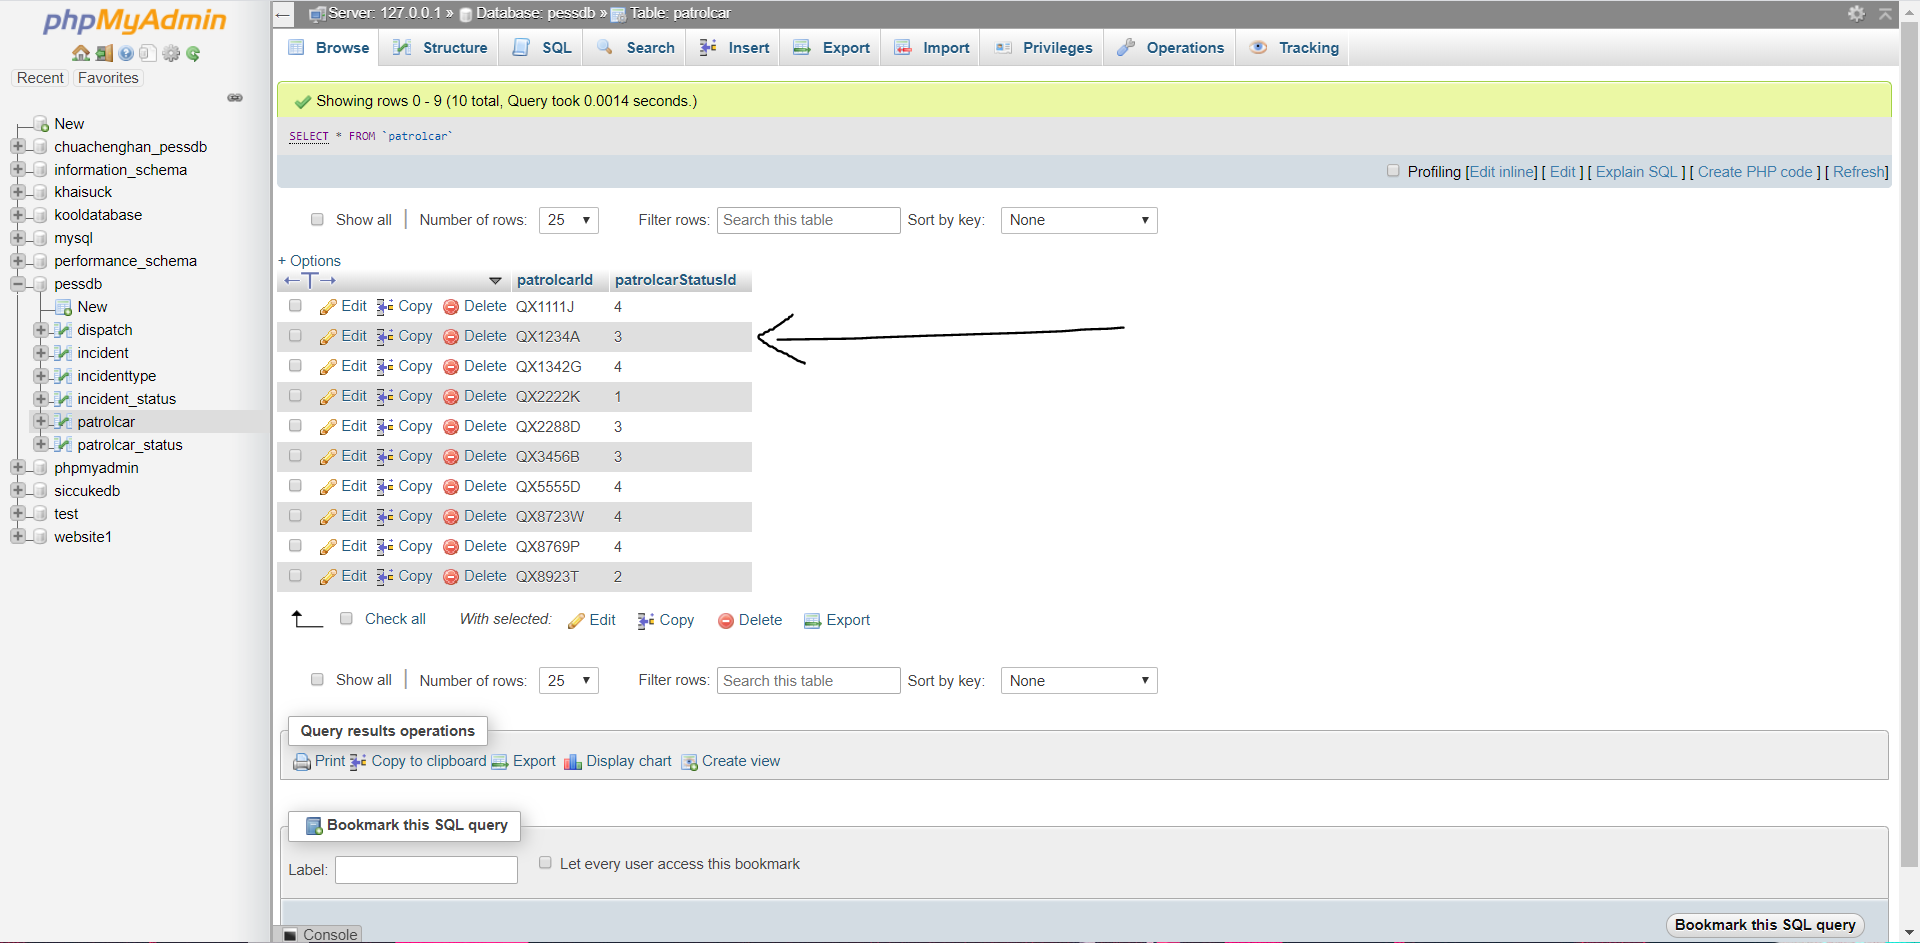 phpMyAdmin
Recent Favorites
New
chuachenghan_pessdb
information_schema
khaisuck
kooldatabase
mysql
performance_schema
pessdb
New
dispatch
incident
incidenttype
incident_status
patrolcar
patrolcar_status
phpmyadmin
siccukedb
test
website1
Server: 127.0.0.1 » Database: pessdb » Table: patrolcar
Browse Structure SQL Search Insert Export Import Privileges Operations Tracking
Showing rows 0 - 9 (10 total, Query took 0.0014 seconds.)
SELECT * FROM `patrolcar`
Profiling [Edit inline] [ Edit ] [ Explain SQL ] [ Create PHP code ] [ Refresh]
Show all | Number of rows: 25 Filter rows: Search this table Sort by key: None
+ Options
patrolcarId patrolcarStatusId
Edit Copy Delete QX1111J 4
Edit Copy Delete QX1234A 3
Edit Copy Delete QX1342G 4
Edit Copy Delete QX2222K 1
Edit Copy Delete QX2288D 3
Edit Copy Delete QX3456B 3
Edit Copy Delete QX5555D 4
Edit Copy Delete QX8723W 4
Edit Copy Delete QX8769P 4
Edit Copy Delete QX8923T 2
Check all With selected: Edit Copy Delete Export
Show all | Number of rows: 25 Filter rows: Search this table Sort by key: None
Query results operations
Print Copy to clipboard Export Display chart Create view
Bookmark this SQL query
Label: Let every user access this bookmark
Bookmark this SQL query
Console